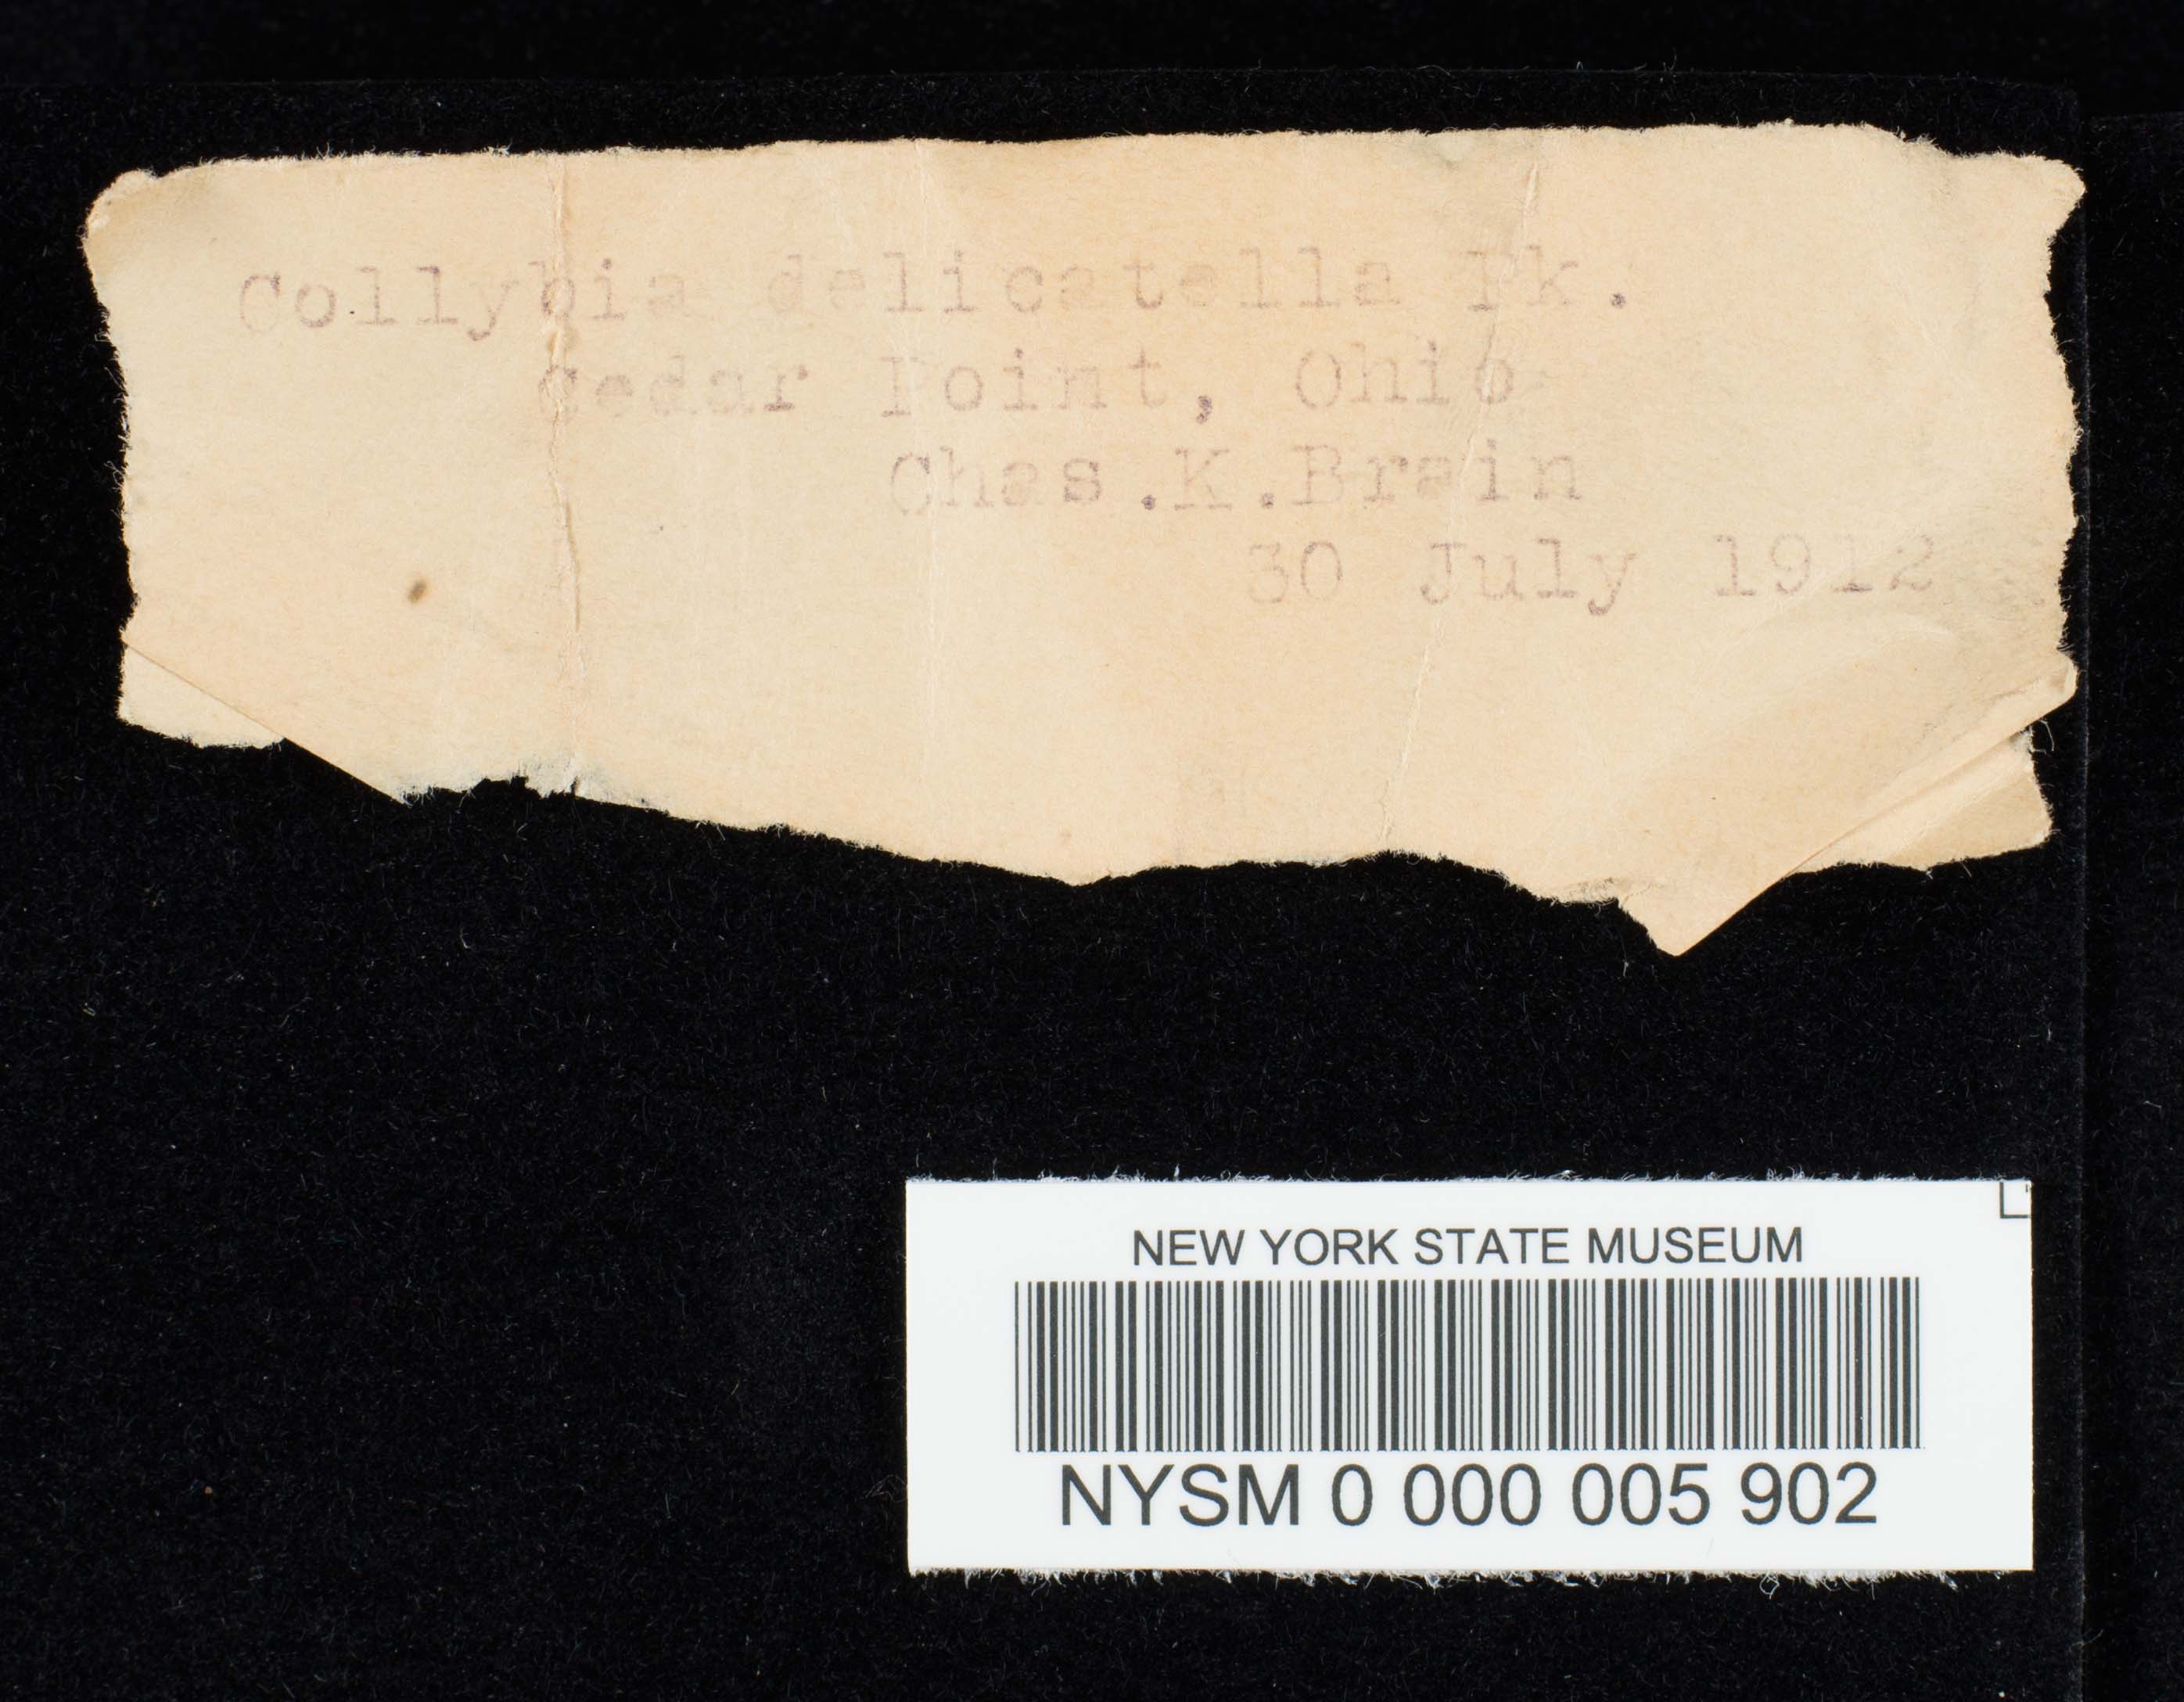 Collybia delicatella Pk.
Cedar Point, Ohio
Chas.K.Brain
30 July 1912
NEW YORK STATE MUSEUM
NYSM 0 000 005 902